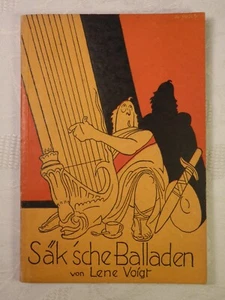 Säk'sche Balladen
von Lene Voigt